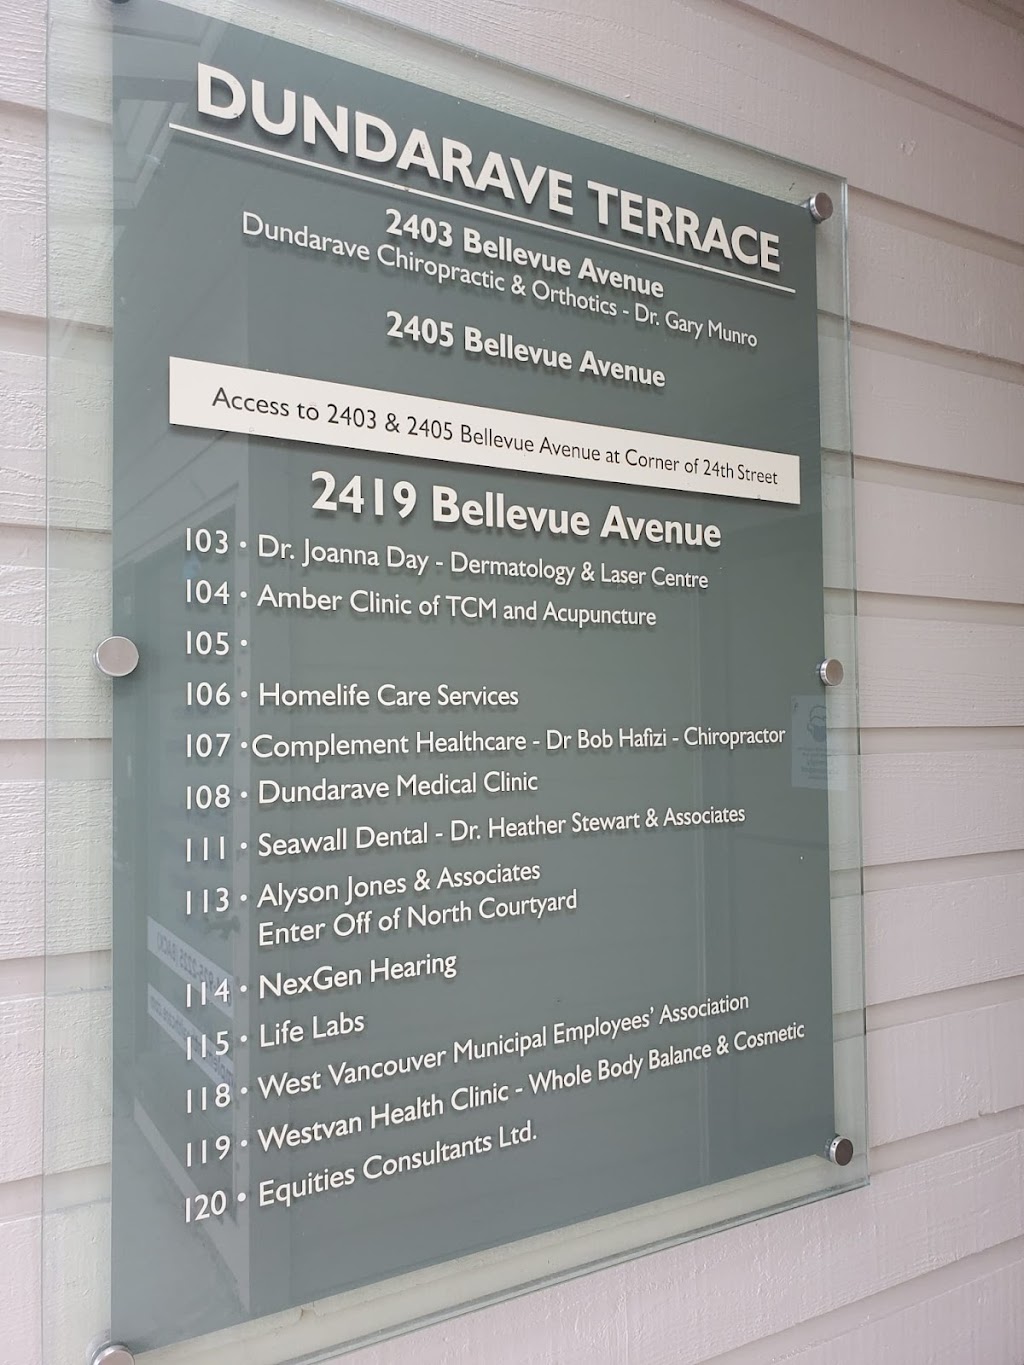 DUNDARAVE TERRACE
2403 Bellevue Avenue
Dundarave Chiropractic & Orthotics - Dr. Gary Munro
2405 Bellevue Avenue
Access to 2403 & 2405 Bellevue Avenue at Corner of 24th Street
2419 Bellevue Avenue
103 • Dr. Joanna Day - Dermatology & Laser Centre
104 • Amber Clinic of TCM and Acupuncture
105 •
106 • Homelife Care Services
107 • Complement Healthcare - Dr Bob Hafizi - Chiropractor
108 • Dundarave Medical Clinic
111 • Seawall Dental - Dr. Heather Stewart & Associates
113 • Alyson Jones & Associates
Enter Off of North Courtyard
114 • NexGen Hearing
115 • Life Labs
118 • West Vancouver Municipal Employees' Association
119 • Westvan Health Clinic - Whole Body Balance & Cosmetic
120 • Equities Consultants Ltd.